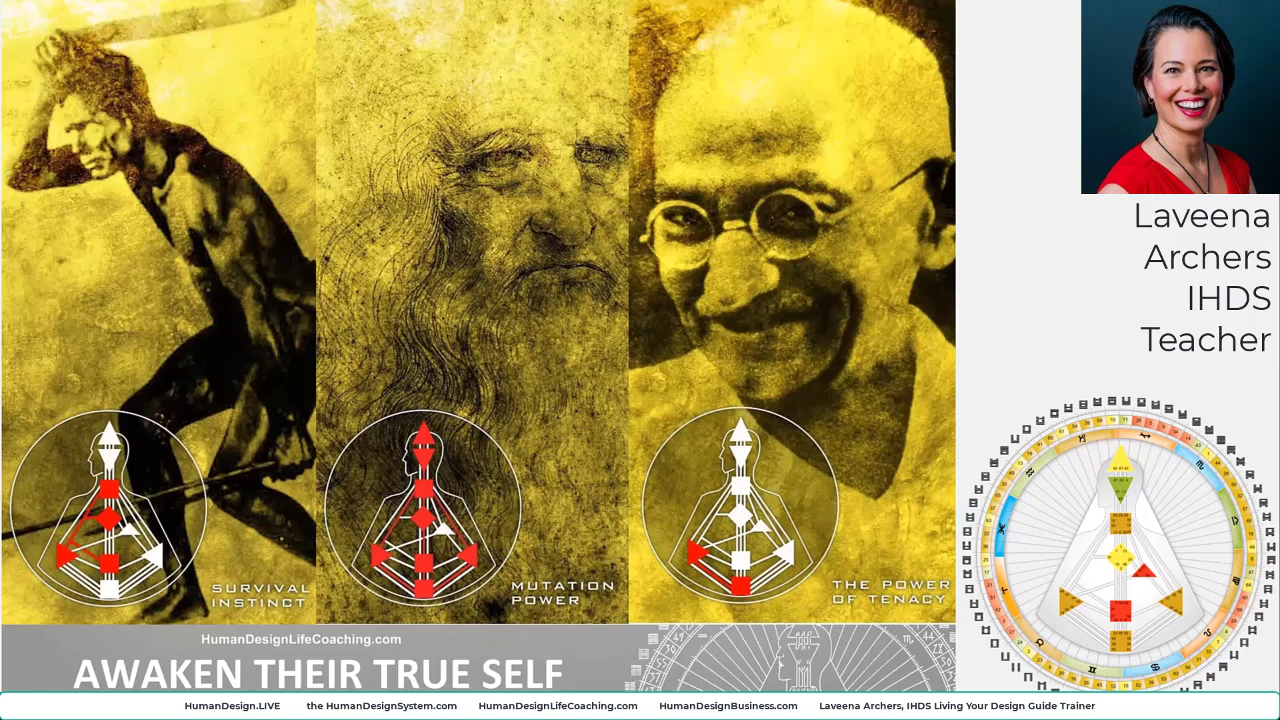 Laveena
Archers
IHDS
Teacher
SURVIVAL
INSTINCT
MUTATION
POWER
THE POWER
OF TENACY
HumanDesignLifeCoaching.com
AWAKEN THEIR TRUE SELF
HumanDesign.LIVE the HumanDesignSystem.com HumanDesignLifeCoaching.com HumanDesignBusiness.com Laveena Archers, IHDS Living Your Design Guide Trainer